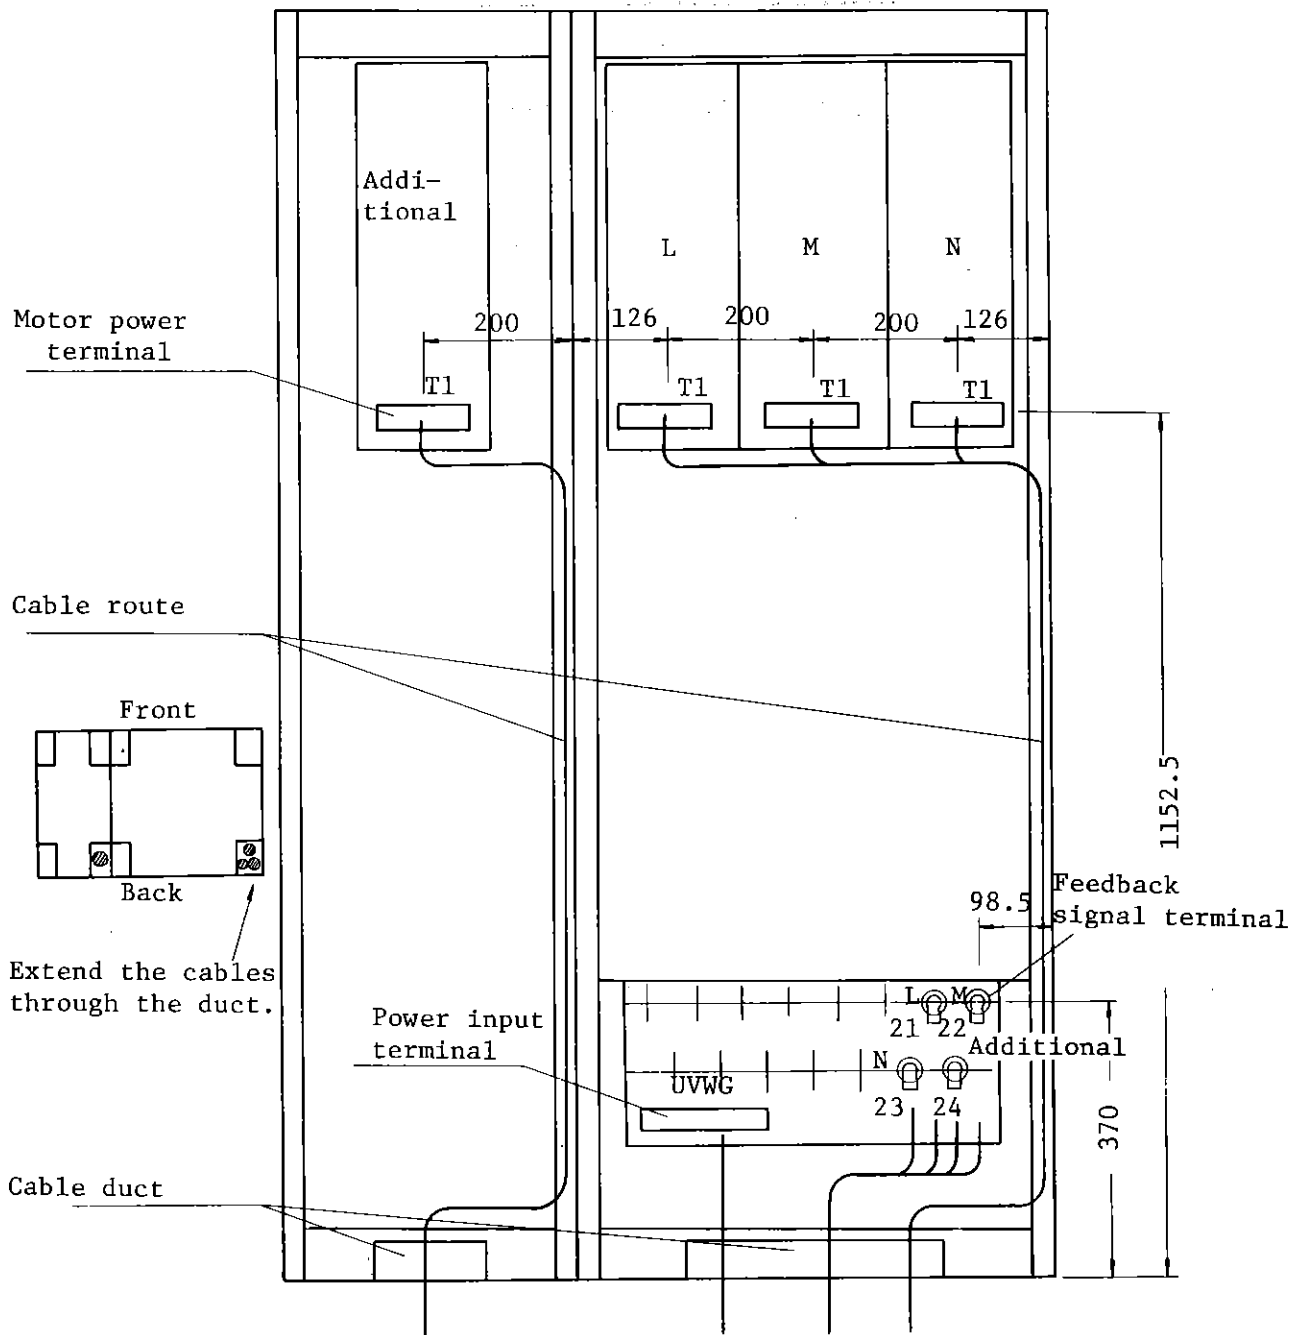 Addi-
tional
L
M
N
Motor power
terminal
200
126
200
200
126
T1
T1
T1
T1
Cable route
Front
Back
1152.5
Extend the cables
through the duct.
98.5
Feedback
signal terminal
Power input
terminal
L
M
21
22
Additional
N
UVWG
23
24
370
Cable duct